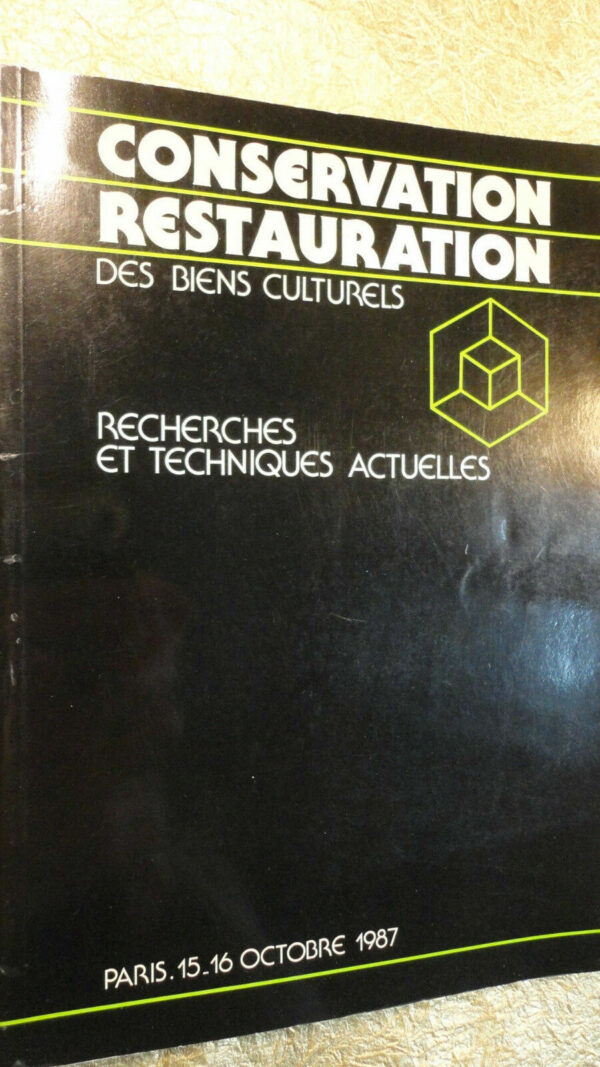 CONSERVATION
RESTAURATION
DES BIENS CULTURELS
RECHERCHES
ET TECHNIQUES ACTUELLES
PARIS.15-16 OCTOBRE 1987